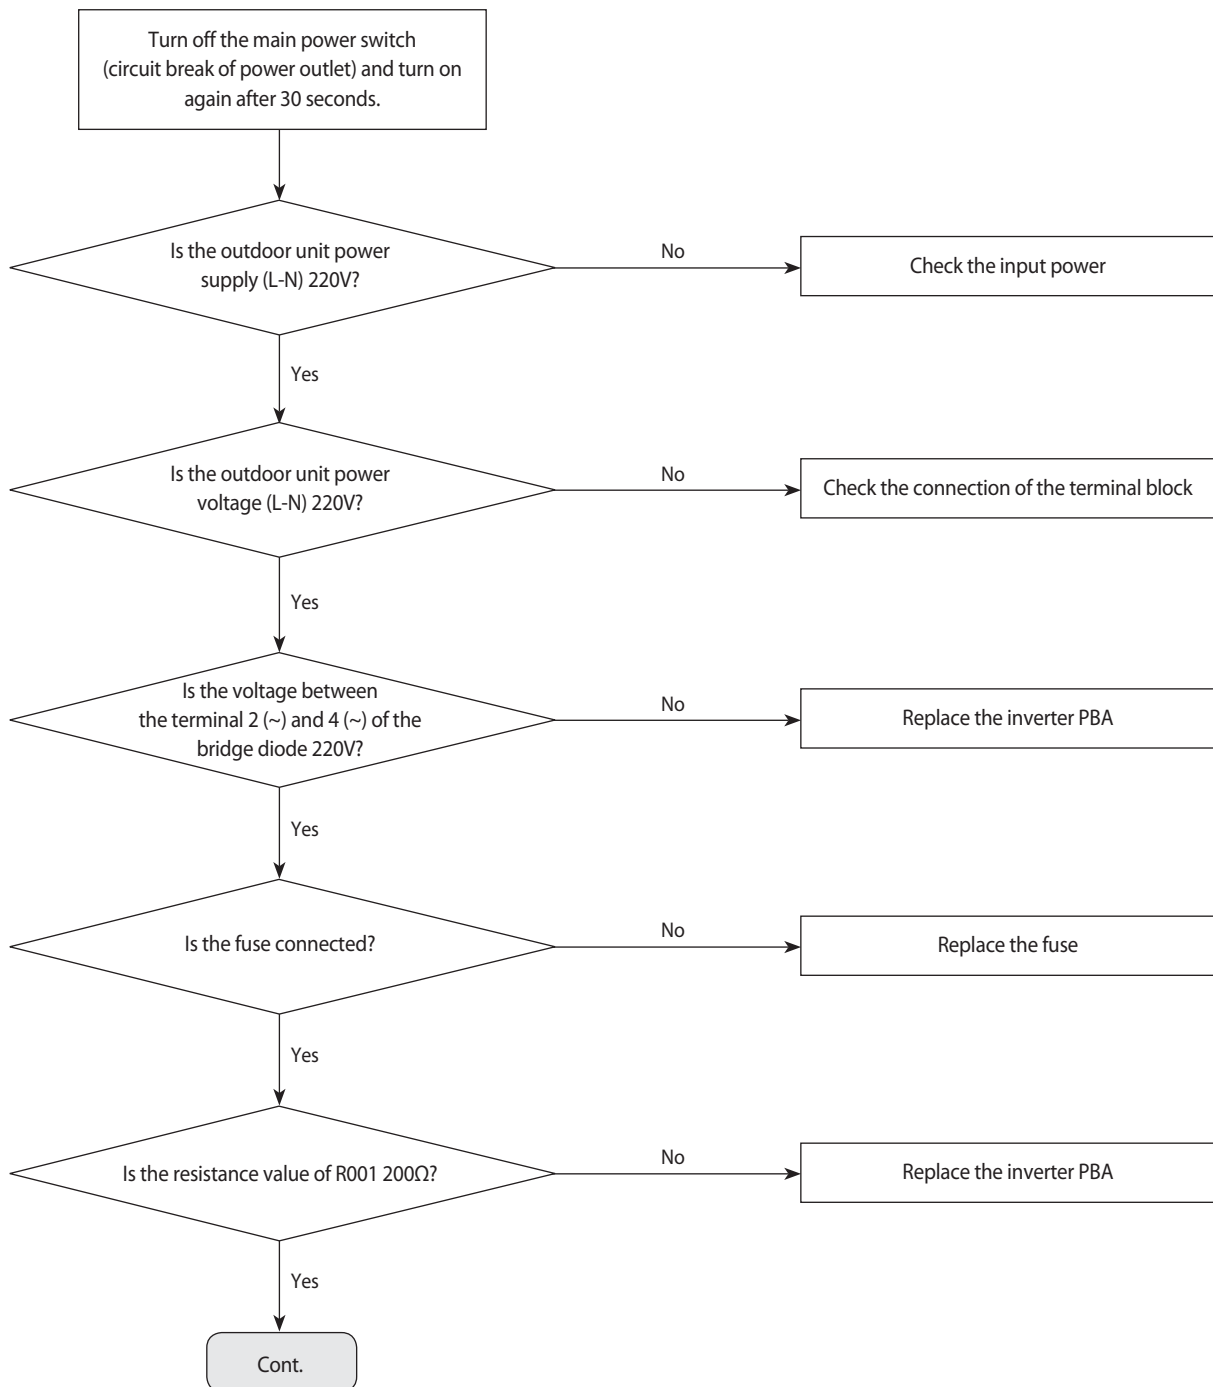 Turn off the main power switch
(circuit break of power outlet) and turn on
again after 30 seconds.
Is the outdoor unit power
supply (L-N) 220V?
No
Check the input power
Yes
Is the outdoor unit power
voltage (L-N) 220V?
No
Check the connection of the terminal block
Yes
Is the voltage between
the terminal 2 (~) and 4 (~) of the
bridge diode 220V?
No
Replace the inverter PBA
Yes
Is the fuse connected?
No
Replace the fuse
Yes
Is the resistance value of R001 200Ω?
No
Replace the inverter PBA
Yes
Cont.